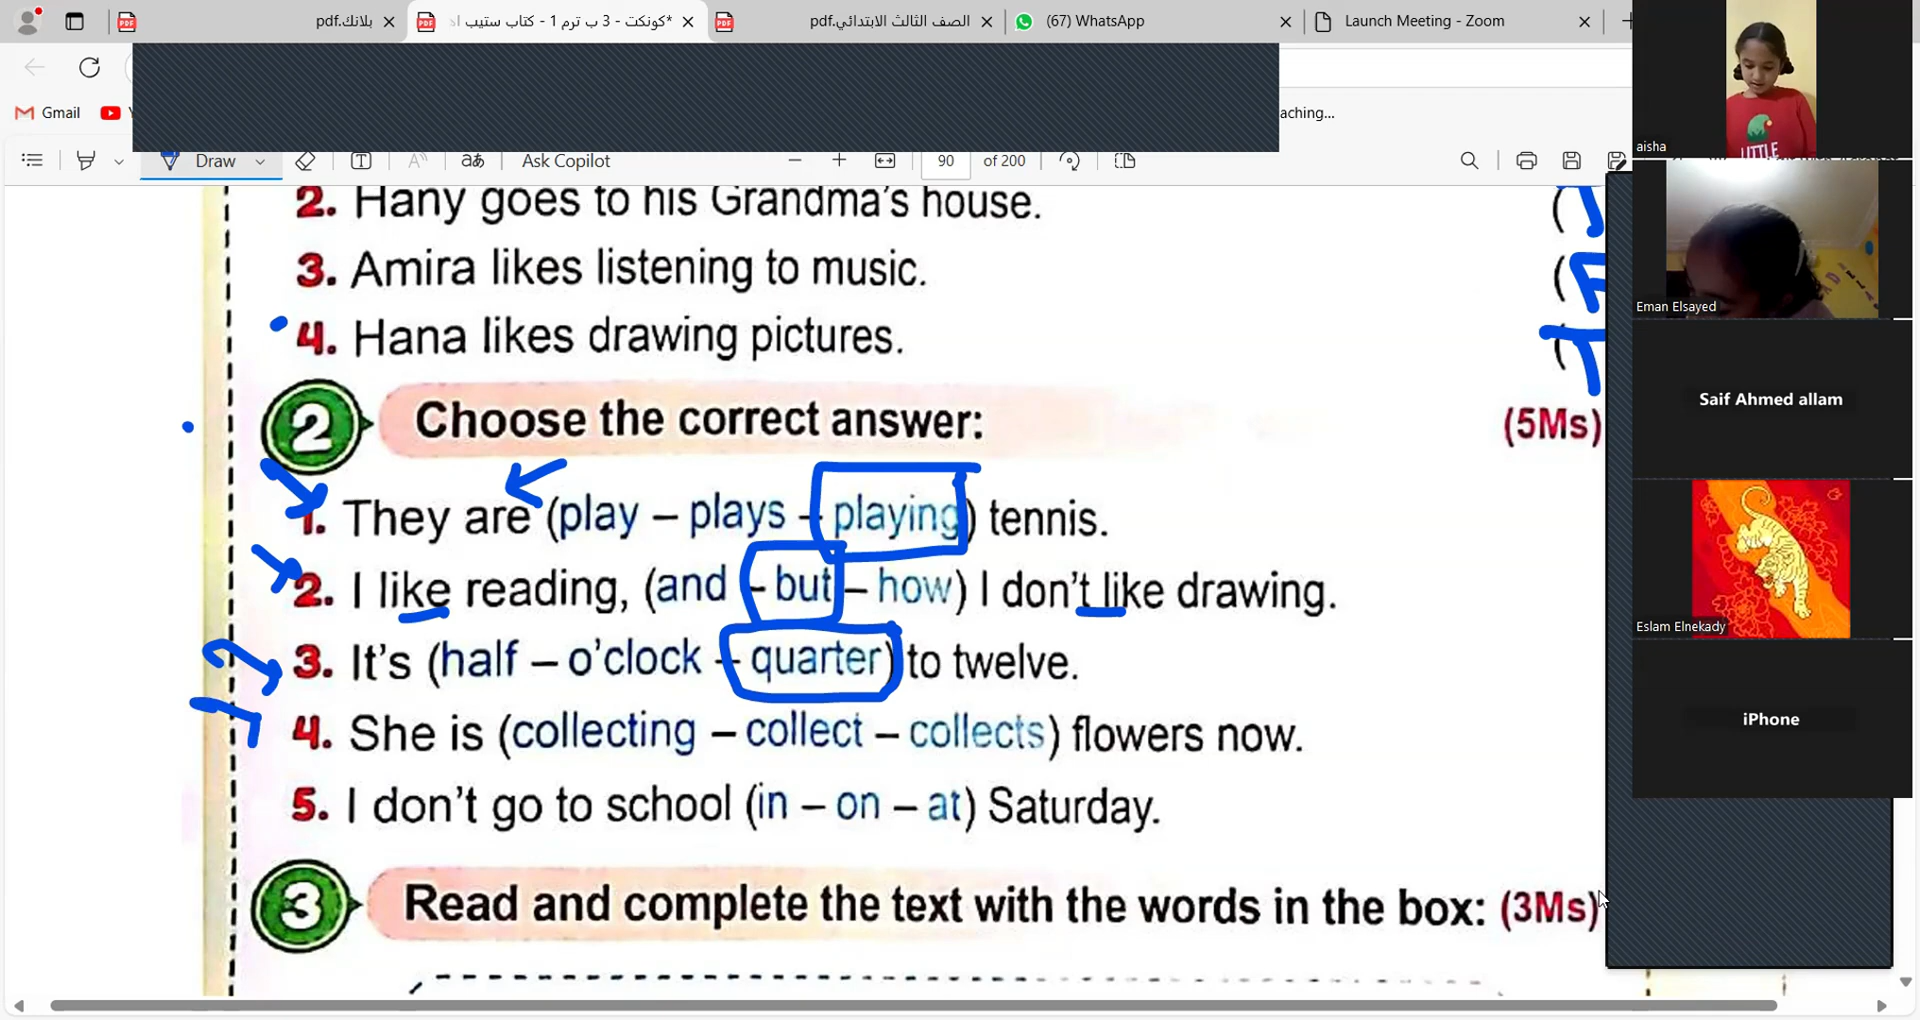 بلانك.pdf
*كونكت - 3 ب ترم 1 - كتاب ستيب اد
الصف الثالث الابتدائي.pdf
(67) WhatsApp
Launch Meeting - Zoom
Gmail
aching...
Draw
Ask Copilot
90 of 200
2. Hany goes to his Grandma's house.
3. Amira likes listening to music. (F
4. Hana likes drawing pictures. (T
2 Choose the correct answer: (5Ms)
1. They are (play – plays – playing) tennis.
2. I like reading, (and – but – how) I don't like drawing.
3. It's (half – o'clock – quarter) to twelve.
4. She is (collecting – collect – collects) flowers now.
5. I don't go to school (in – on – at) Saturday.
3 Read and complete the text with the words in the box: (3Ms)
LITTLE
aisha
Eman Elsayed
Saif Ahmed allam
Eslam Elnekady
iPhone